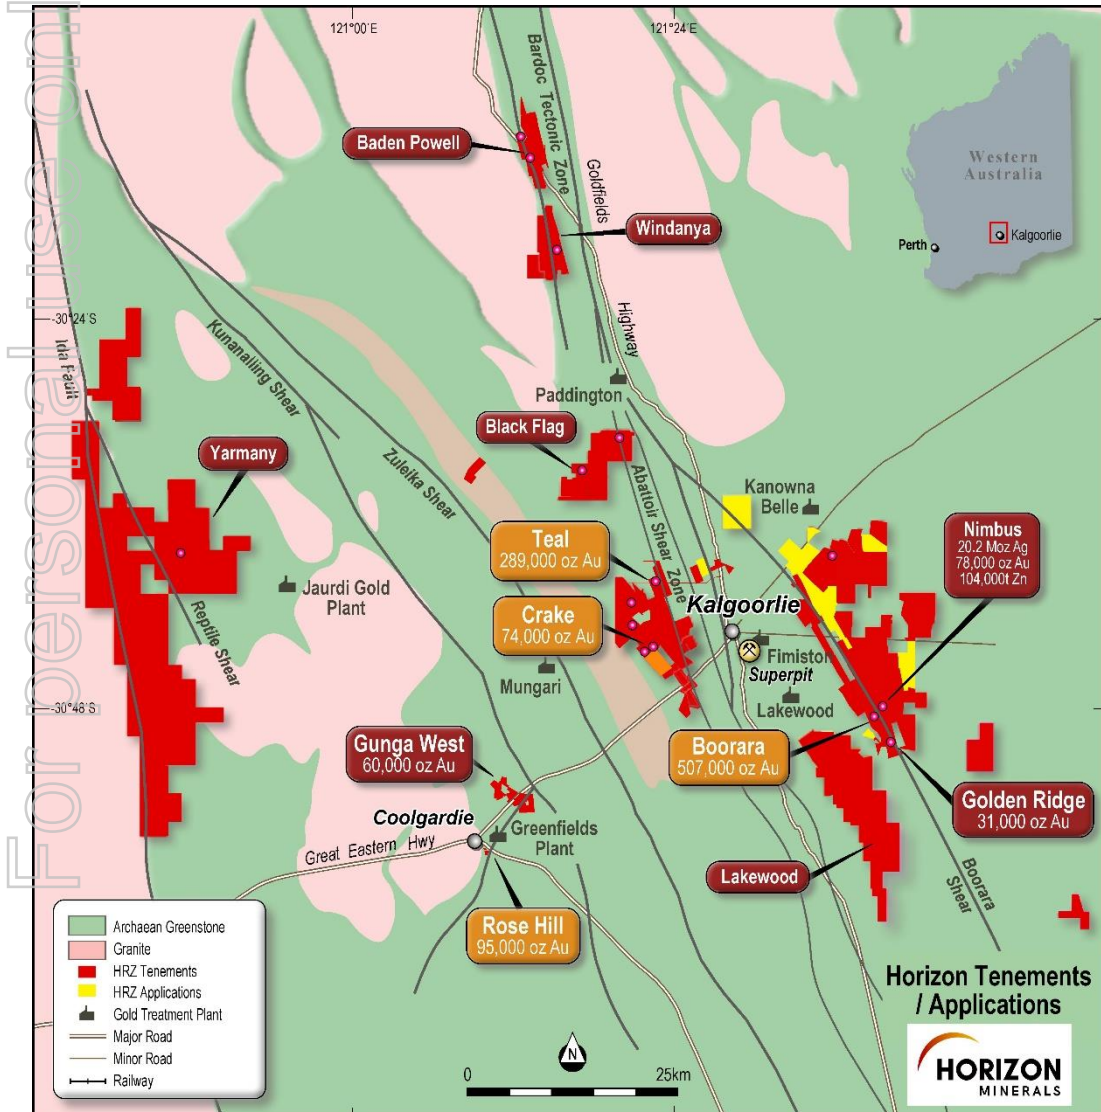 For personal use onl
121°00´E
121°24´E
Bardoc Tectonic Zone
Baden Powell
Goldfields
Western
Australia
Windanya
Perth
Kalgoorlie
-30°24´S
Highway
Ida Fault
Kunanalling Shear
Paddington
Black Flag
Yarmany
Zuleika Shear
Abattoir Shear Zone
Kanowna
Belle
Nimbus
20.2 Moz Ag
78,000 oz Au
104,000t Zn
Teal
289,000 oz Au
Jaurdi Gold
Plant
Reptile Shear
Crake
74,000 oz Au
Kalgoorlie
Fimiston
Superpit
Mungari
Lakewood
-30°48´S
Gunga West
60,000 oz Au
Boorara
507,000 oz Au
Golden Ridge
31,000 oz Au
Coolgardie
Greenfields
Plant
Great Eastern Hwy
Lakewood
Boorara
Shear
Rose Hill
95,000 oz Au
Archaean Greenstone
Granite
HRZ Tenements
HRZ Applications
Gold Treatment Plant
Major Road
Minor Road
Railway
N
0
25km
Horizon Tenements
/ Applications
HORIZON
MINERALS